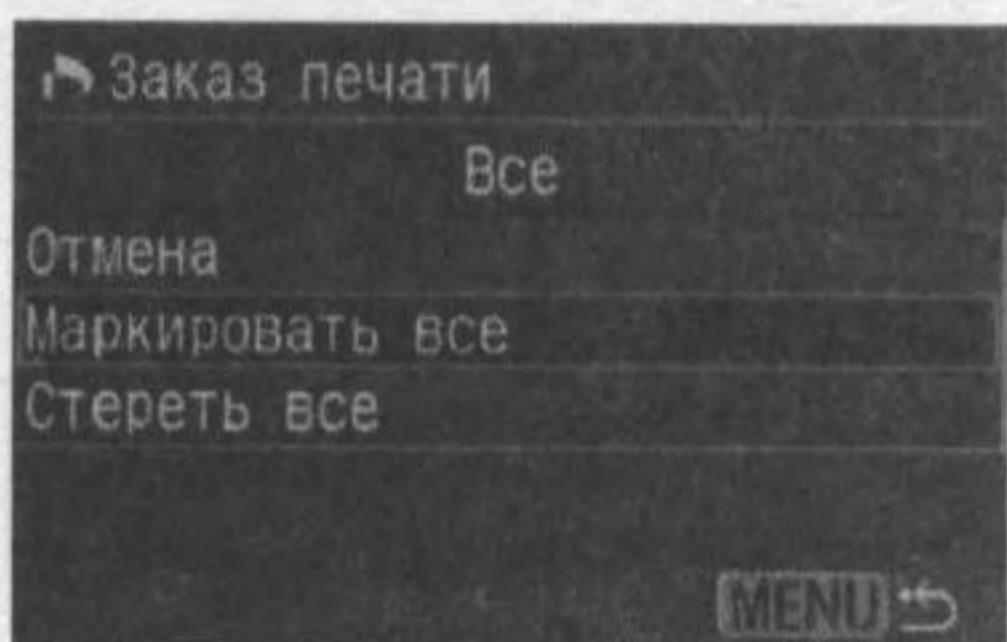 Заказ печати
Все
Отмена
Маркировать все
Стереть все
MENU